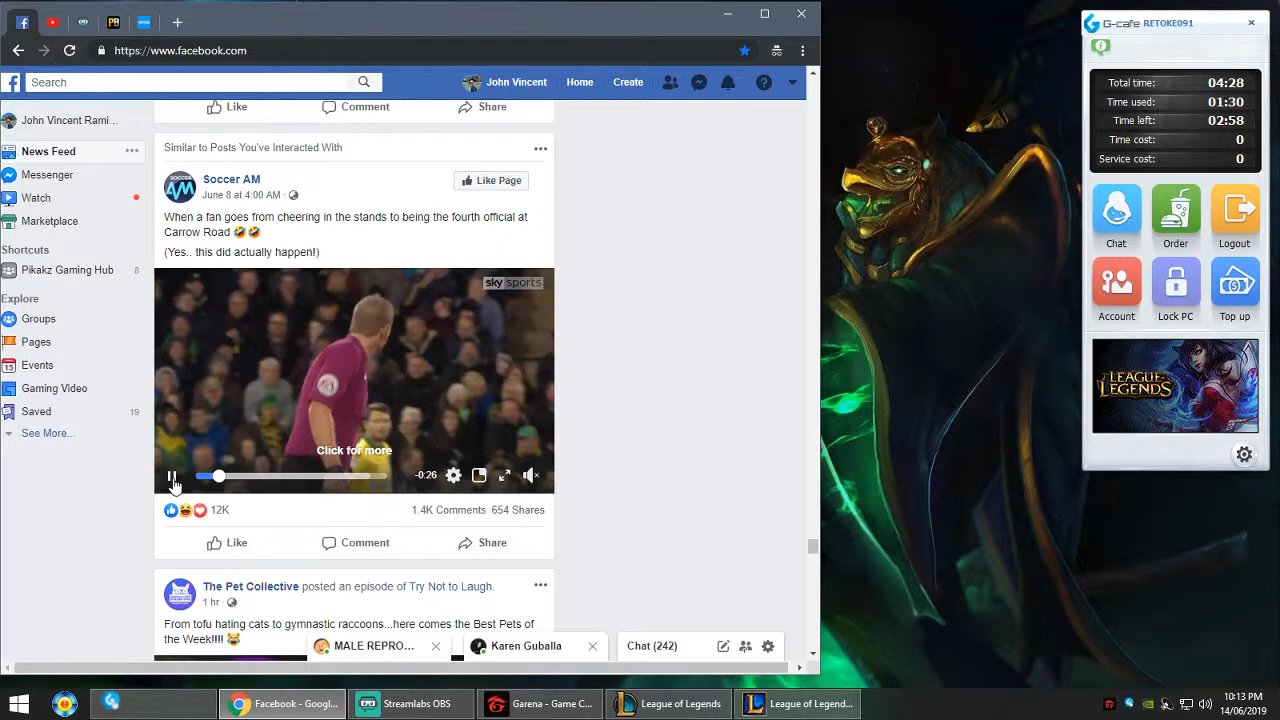 G-cafe RETOKE091
https://www.facebook.com
Search
John Vincent
Home
Create
Like
Comment
Share
John Vincent Rami...
News Feed
Messenger
Watch
Marketplace
Shortcuts
Pikakz Gaming Hub
8
Explore
Groups
Pages
Events
Gaming Video
Saved
19
See More...
Similar to Posts You've Interacted With
SOCCER
AM
Soccer AM
June 8 at 4:00 AM
Like Page
When a fan goes from cheering in the stands to being the fourth official at
Carrow Road 🤣🤣
(Yes.. this did actually happen!)
sky sports
Click for more
-0:26
12K
1.4K Comments 654 Shares
Like
Comment
Share
The Pet Collective posted an episode of Try Not to Laugh.
1 hr
From tofu hating cats to gymnastic raccoons...here comes the Best Pets of
the Week!!!! 😹
MALE REPRO...
Karen Guballa
Chat (242)
Total time: 04:28
Time used: 01:30
Time left: 02:58
Time cost: 0
Service cost: 0
Chat
Order
Logout
Account
Lock PC
Top up
LEAGUE OF
LEGENDS
Facebook - Googl...
Streamlabs OBS
Garena - Game C...
League of Legends
League of Legend...
10:13 PM
14/06/2019